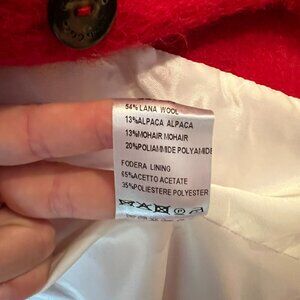 54% LANA WOOL
13%ALPACA ALPACA
13%MOHAIR MOHAIR
20%POLIAMMIDE POLYAMIDE
FODERA LINING
65%ACETTO ACETATE
35%POLIESTERE POLYESTER